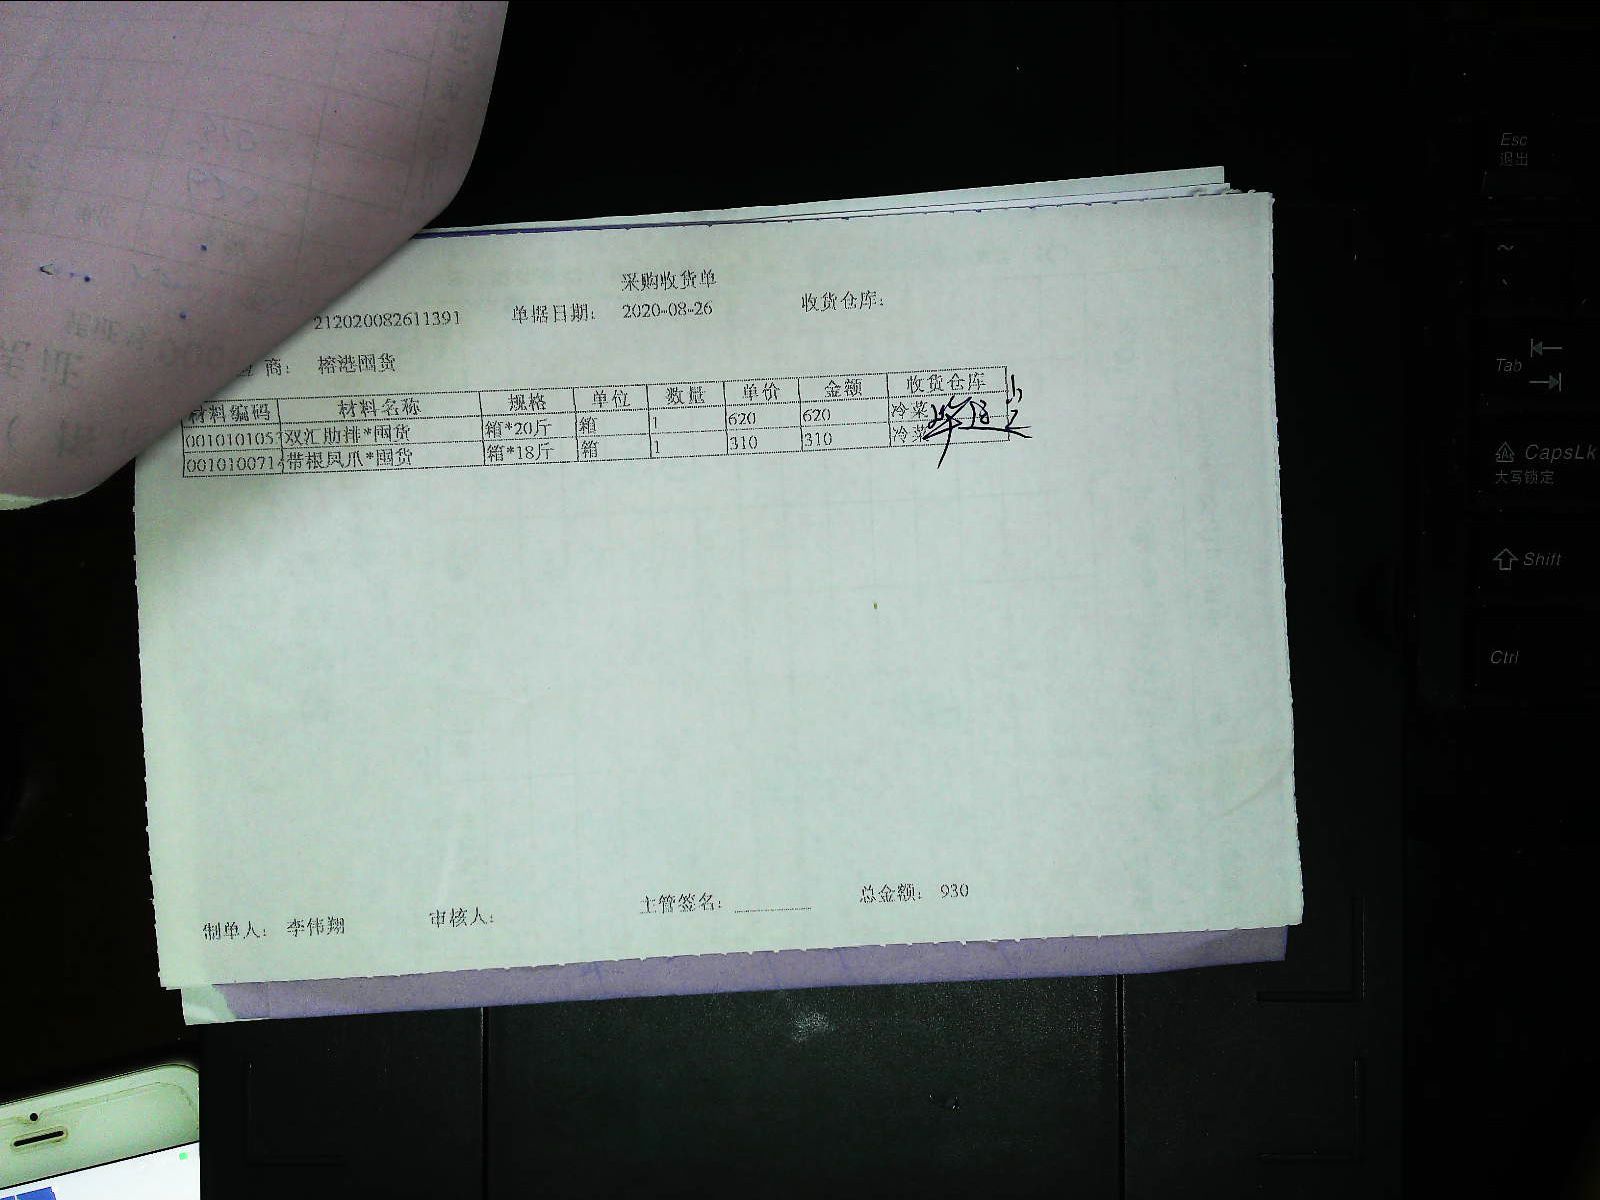 采购收货单
212020082611391 单据日期: 2020-08-26 收货仓库:
商: 榕港囤货
材料编码 材料名称 规格 单位 数量 单价 金额 收货仓库
001010105 双汇肋排*囤货 箱*20斤 箱 1 620 620 冷菜
001010071 带根凤爪*囤货 箱*18斤 箱 1 310 310 冷菜
制单人: 李伟翔 审核人: 主管签名: 总金额: 930
Esc
退出
~
Tab
CapsLk
大写锁定
Shift
Ctrl